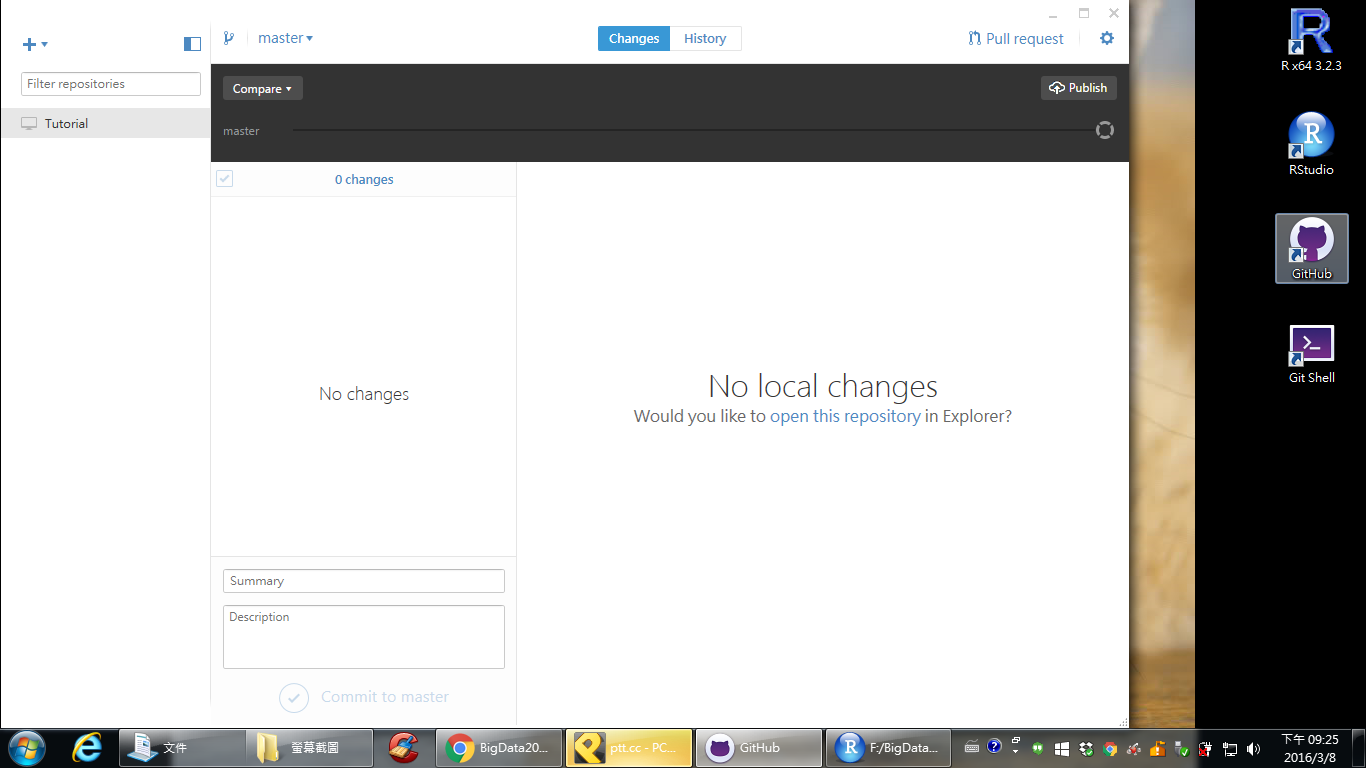 master
Changes
History
Pull request
Filter repositories
Tutorial
Compare
Publish
master
0 changes
No changes
No local changes
Would you like to open this repository in Explorer?
Summary
Description
Commit to master
R x64 3.2.3
RStudio
GitHub
Git Shell
文件
螢幕截圖
BigData20...
ptt.cc - PC...
GitHub
F:/BigData...
下午 09:25
2016/3/8